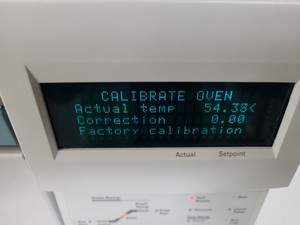 CALIBRATE OVEN
Actual temp 54.38<
Correction 0.00
Factory calibration
Actual Setpoint